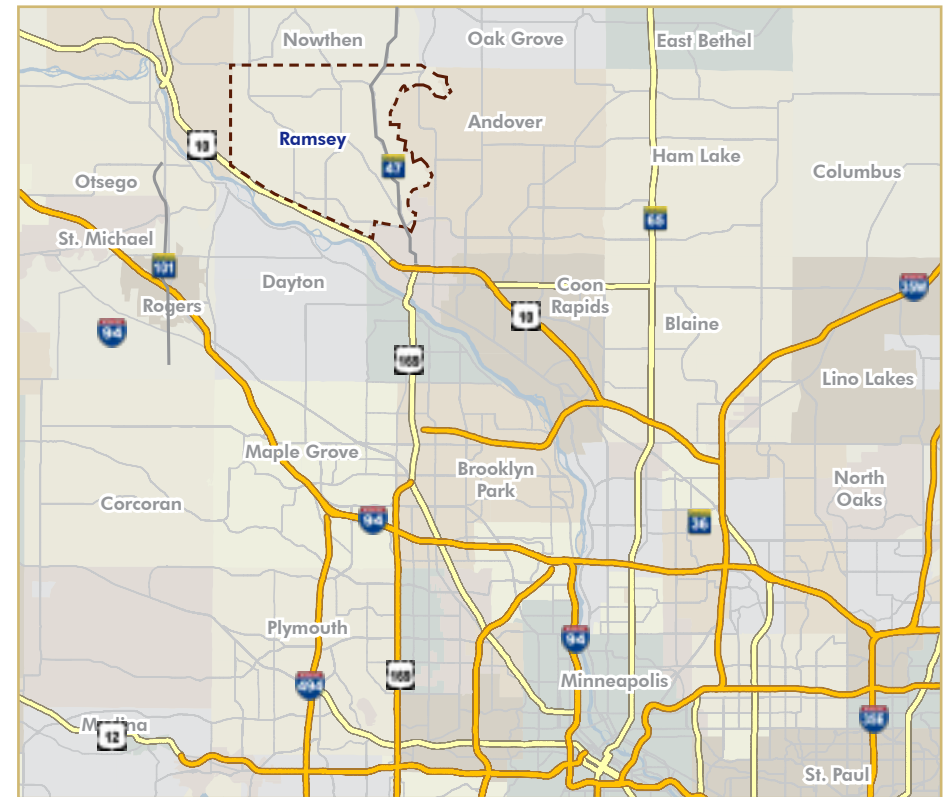 Nowthen
Oak Grove
East Bethel
Andover
10
Ramsey
47
Ham Lake
Columbus
Otsego
65
St. Michael
101
Dayton
Coon
Rapids
35W
Rogers
10
94
Blaine
169
Lino Lakes
Maple Grove
Brooklyn
Park
North
Oaks
Corcoran
94
36
Plymouth
94
Minneapolis
494
169
35E
Medina
12
St. Paul